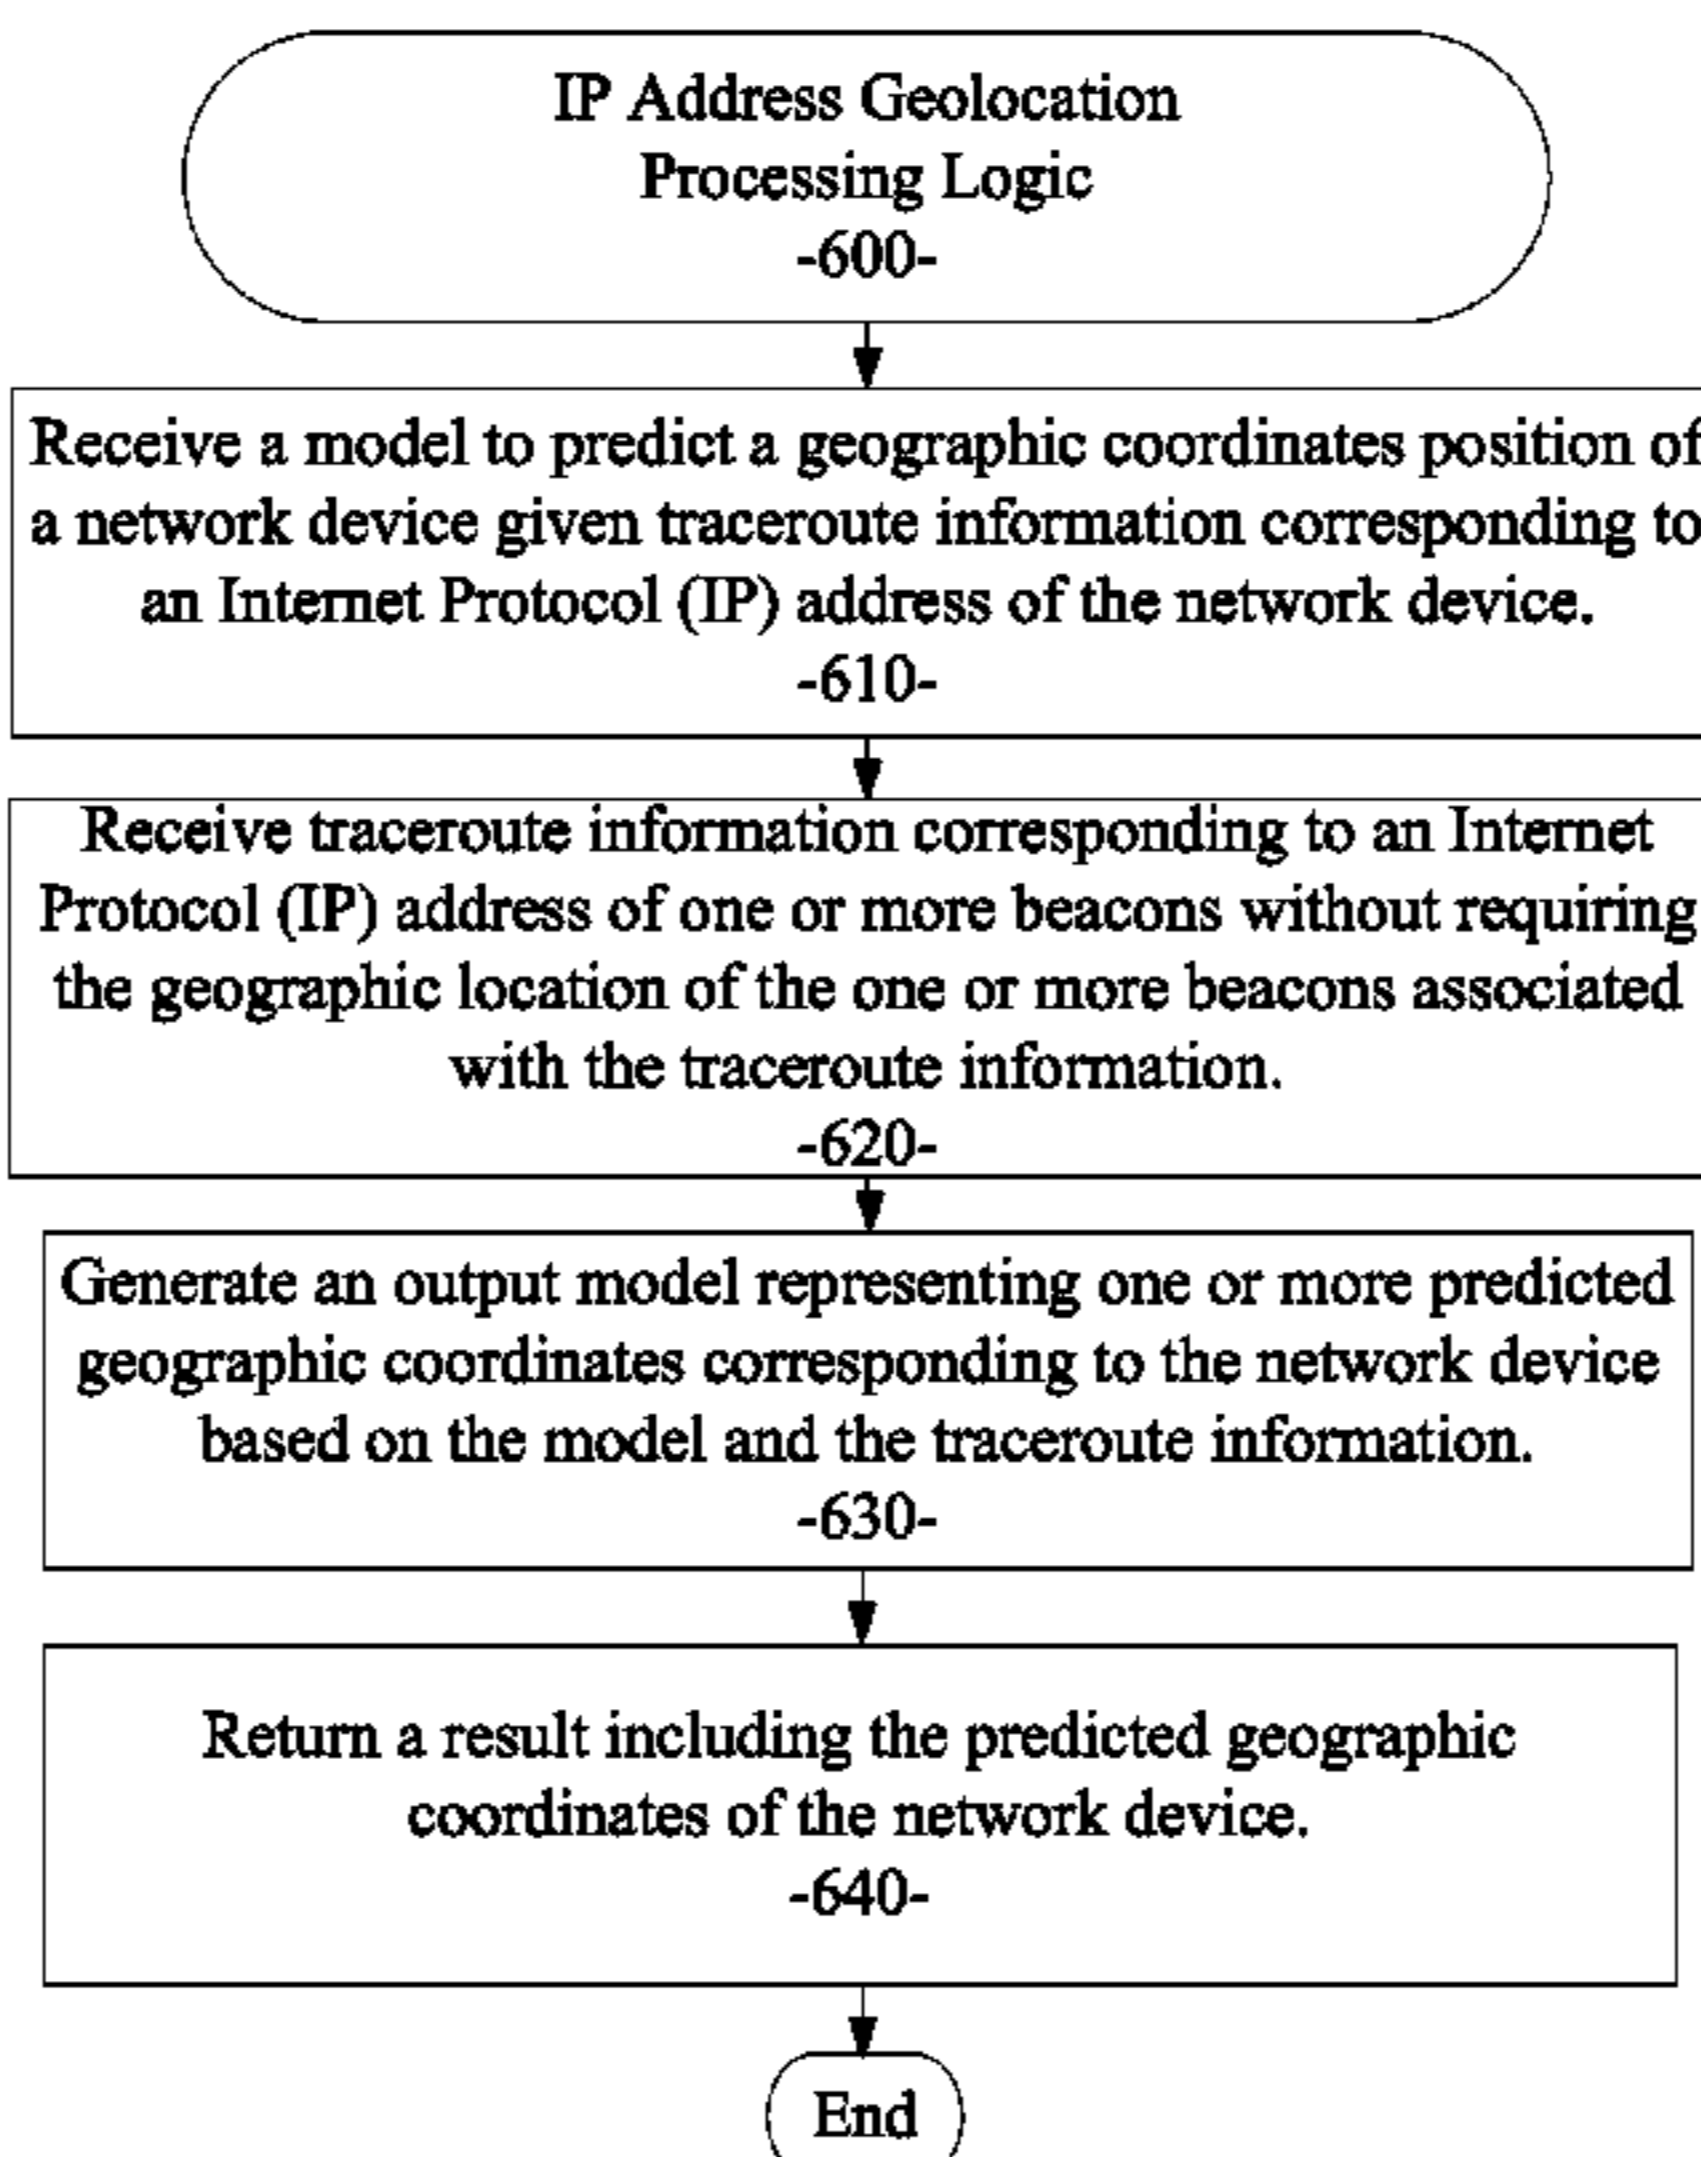 IP Address Geolocation
Processing Logic
-600-
Receive a model to predict a geographic coordinates position of
a network device given traceroute information corresponding to
an Internet Protocol (IP) address of the network device.
-610-
Receive traceroute information corresponding to an Internet
Protocol (IP) address of one or more beacons without requiring
the geographic location of the one or more beacons associated
with the traceroute information.
-620-
Generate an output model representing one or more predicted
geographic coordinates corresponding to the network device
based on the model and the traceroute information.
-630-
Return a result including the predicted geographic
coordinates of the network device.
-640-
End